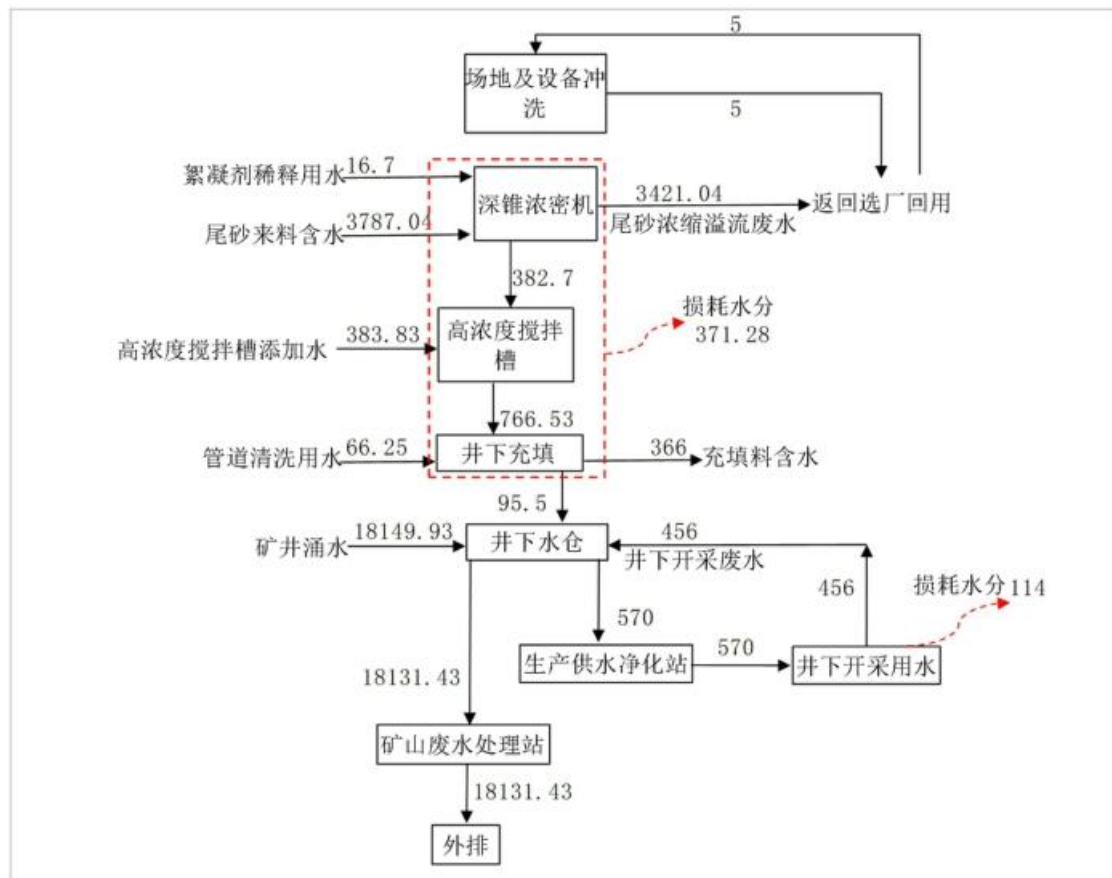 5
场地及设备冲
洗
5
絮凝剂稀释用水
16.7
深锥浓密机
3421.04
尾砂浓缩溢流废水
返回选厂回用
尾砂来料含水
3787.04
382.7
损耗水分
371.28
高浓度搅拌槽添加水
383.83
高浓度搅拌
槽
766.53
管道清洗用水
66.25
井下充填
366
充填料含水
95.5
矿井涌水
18149.93
井下水仓
456
井下开采废水
456
损耗水分114
570
生产供水净化站
570
井下开采用水
18131.43
矿山废水处理站
18131.43
外排